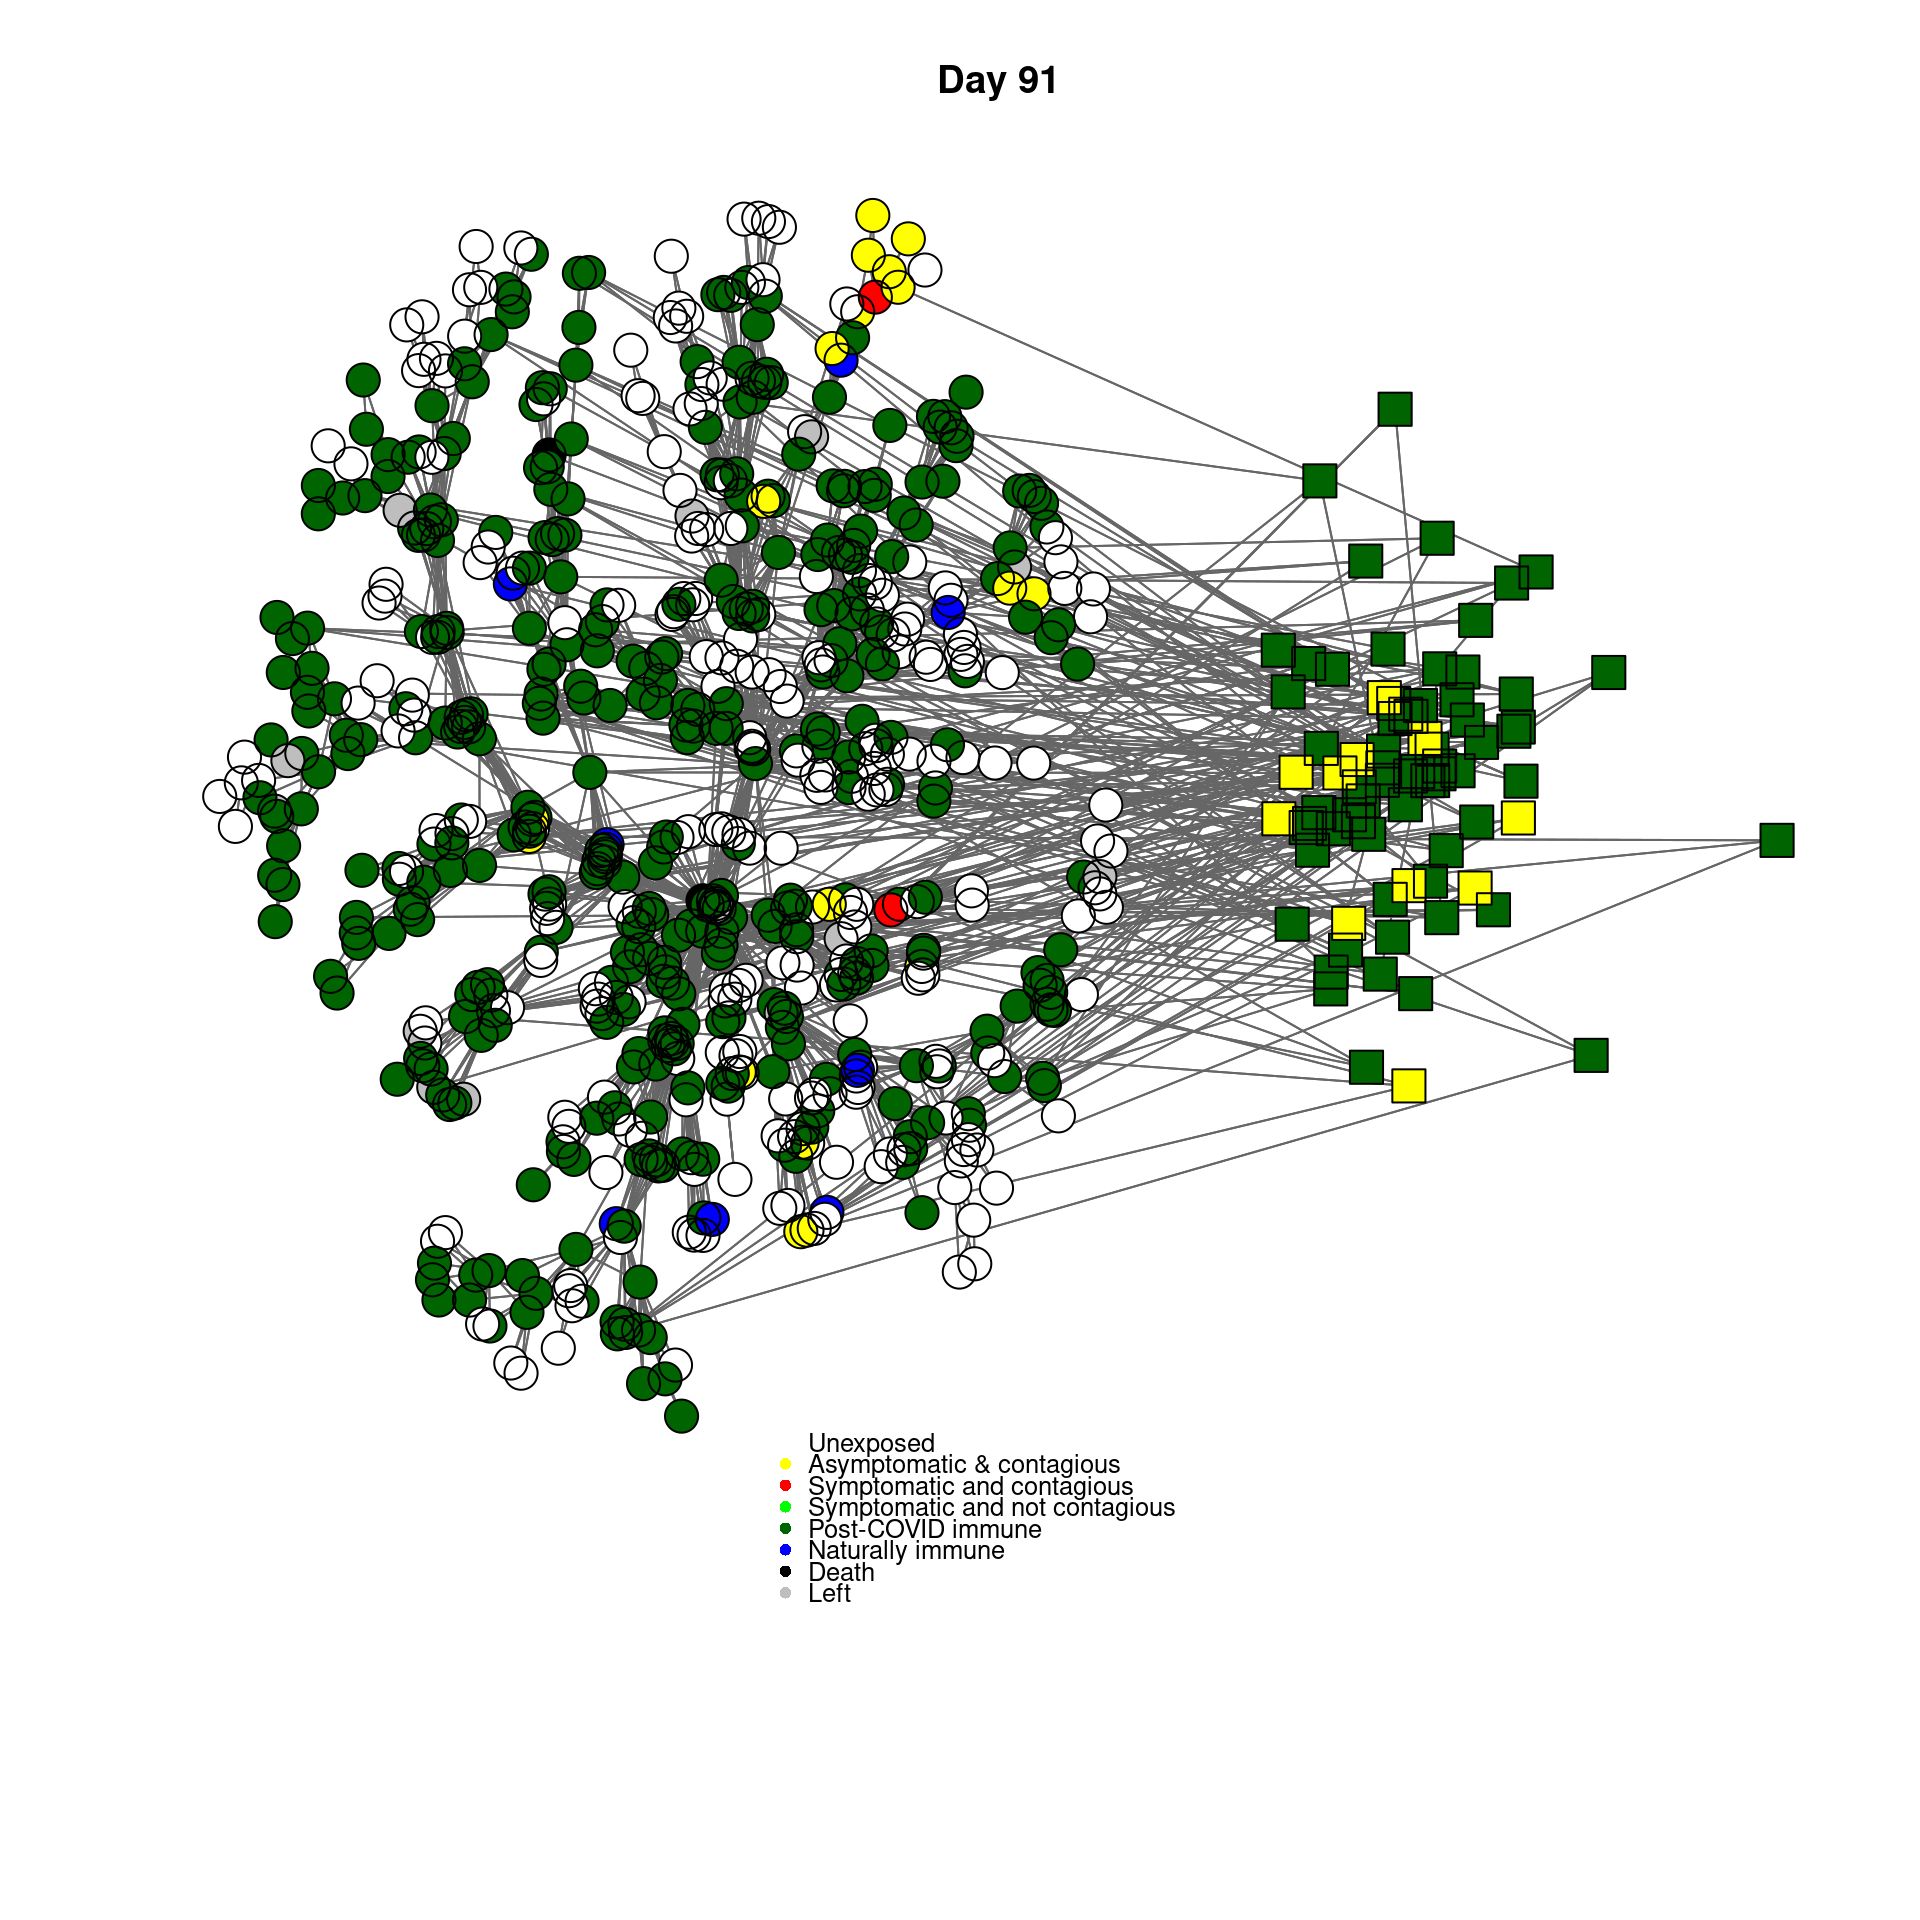 Day 91
Unexposed
Asymptomatic & contagious
Symptomatic and contagious
Symptomatic and not contagious
Post-COVID immune
Naturally immune
Death
Left